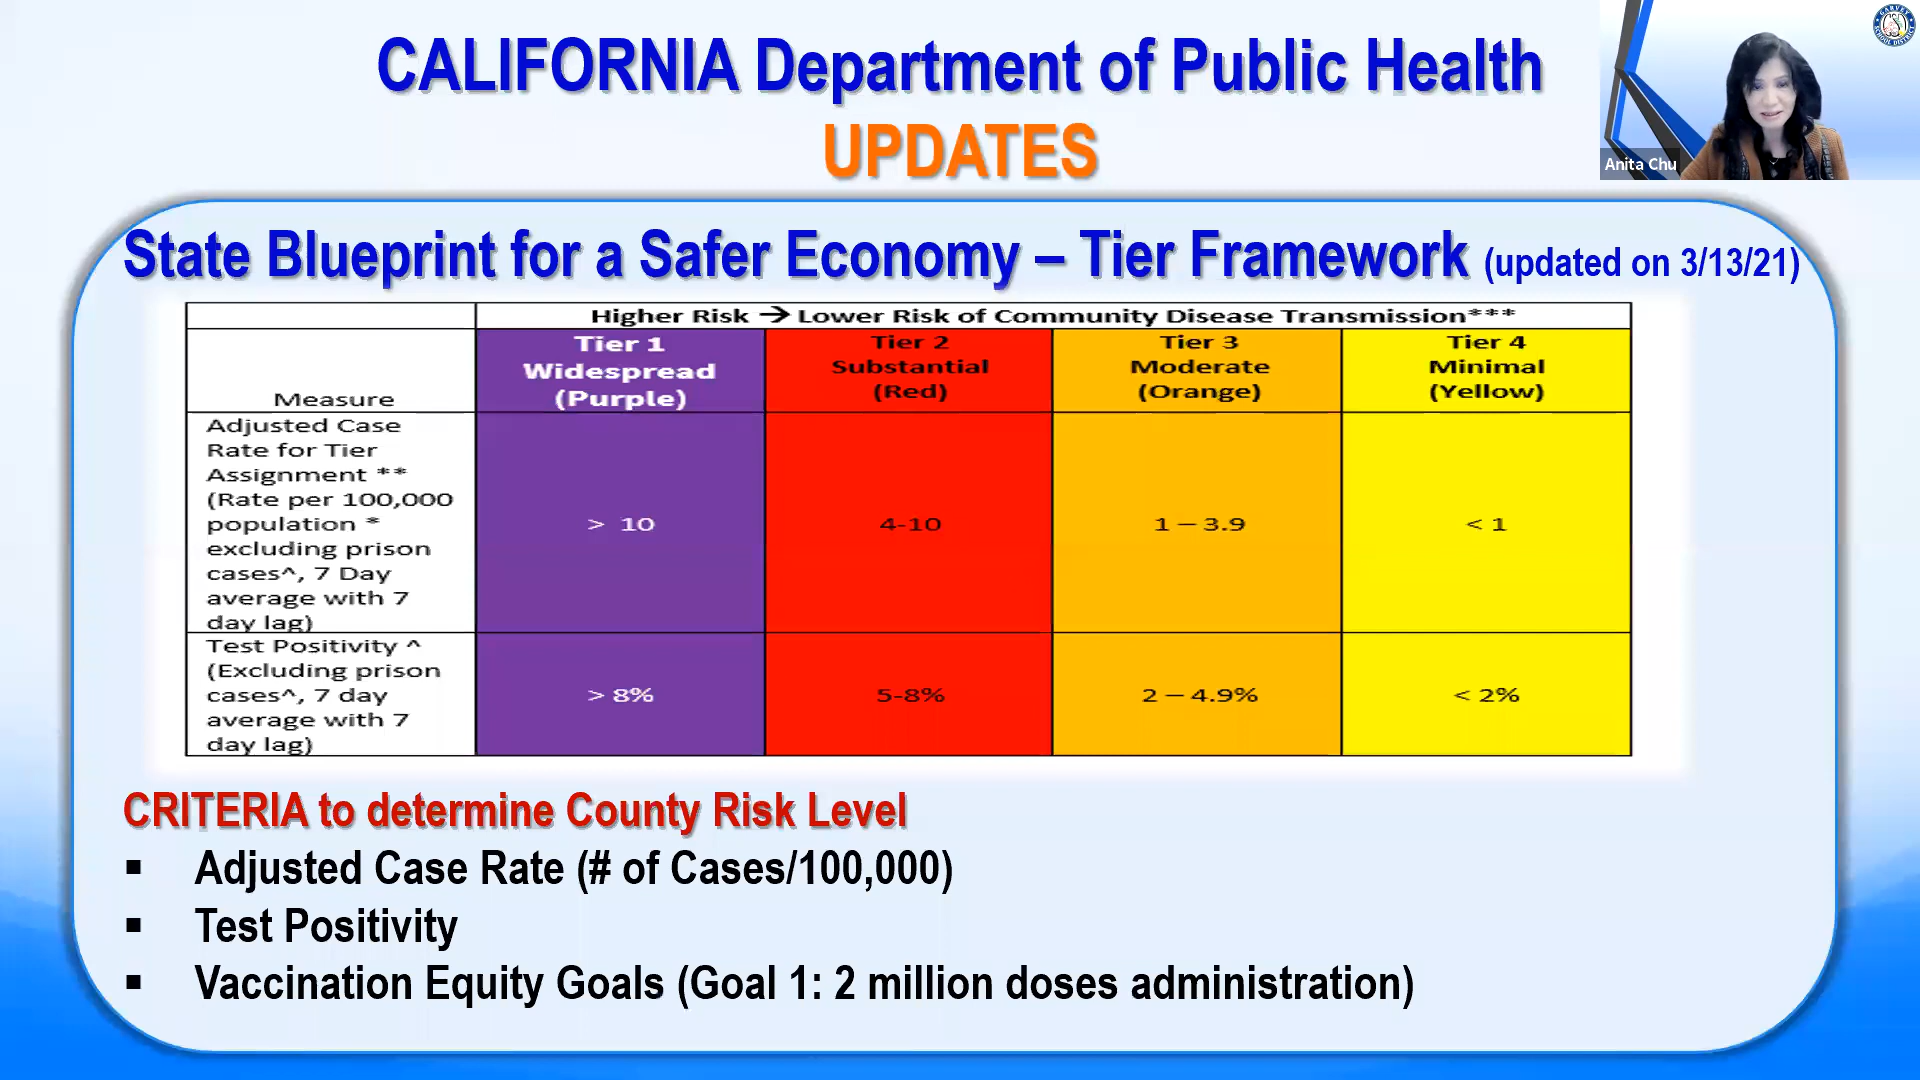 CALIFORNIA Department of Public Health
UPDATES
GARVEY SCHOOL DISTRICT
Anita Chu
State Blueprint for a Safer Economy – Tier Framework (updated on 3/13/21)
Higher Risk → Lower Risk of Community Disease Transmission***
Measure
Tier 1
Widespread
(Purple)
Tier 2
Substantial
(Red)
Tier 3
Moderate
(Orange)
Tier 4
Minimal
(Yellow)
Adjusted Case
Rate for Tier
Assignment **
(Rate per 100,000
population *
excluding prison
cases^, 7 Day
average with 7
day lag)
> 10
4-10
1 – 3.9
< 1
Test Positivity ^
(Excluding prison
cases^, 7 day
average with 7
day lag)
> 8%
5-8%
2 – 4.9%
< 2%
CRITERIA to determine County Risk Level
▪ Adjusted Case Rate (# of Cases/100,000)
▪ Test Positivity
▪ Vaccination Equity Goals (Goal 1: 2 million doses administration)